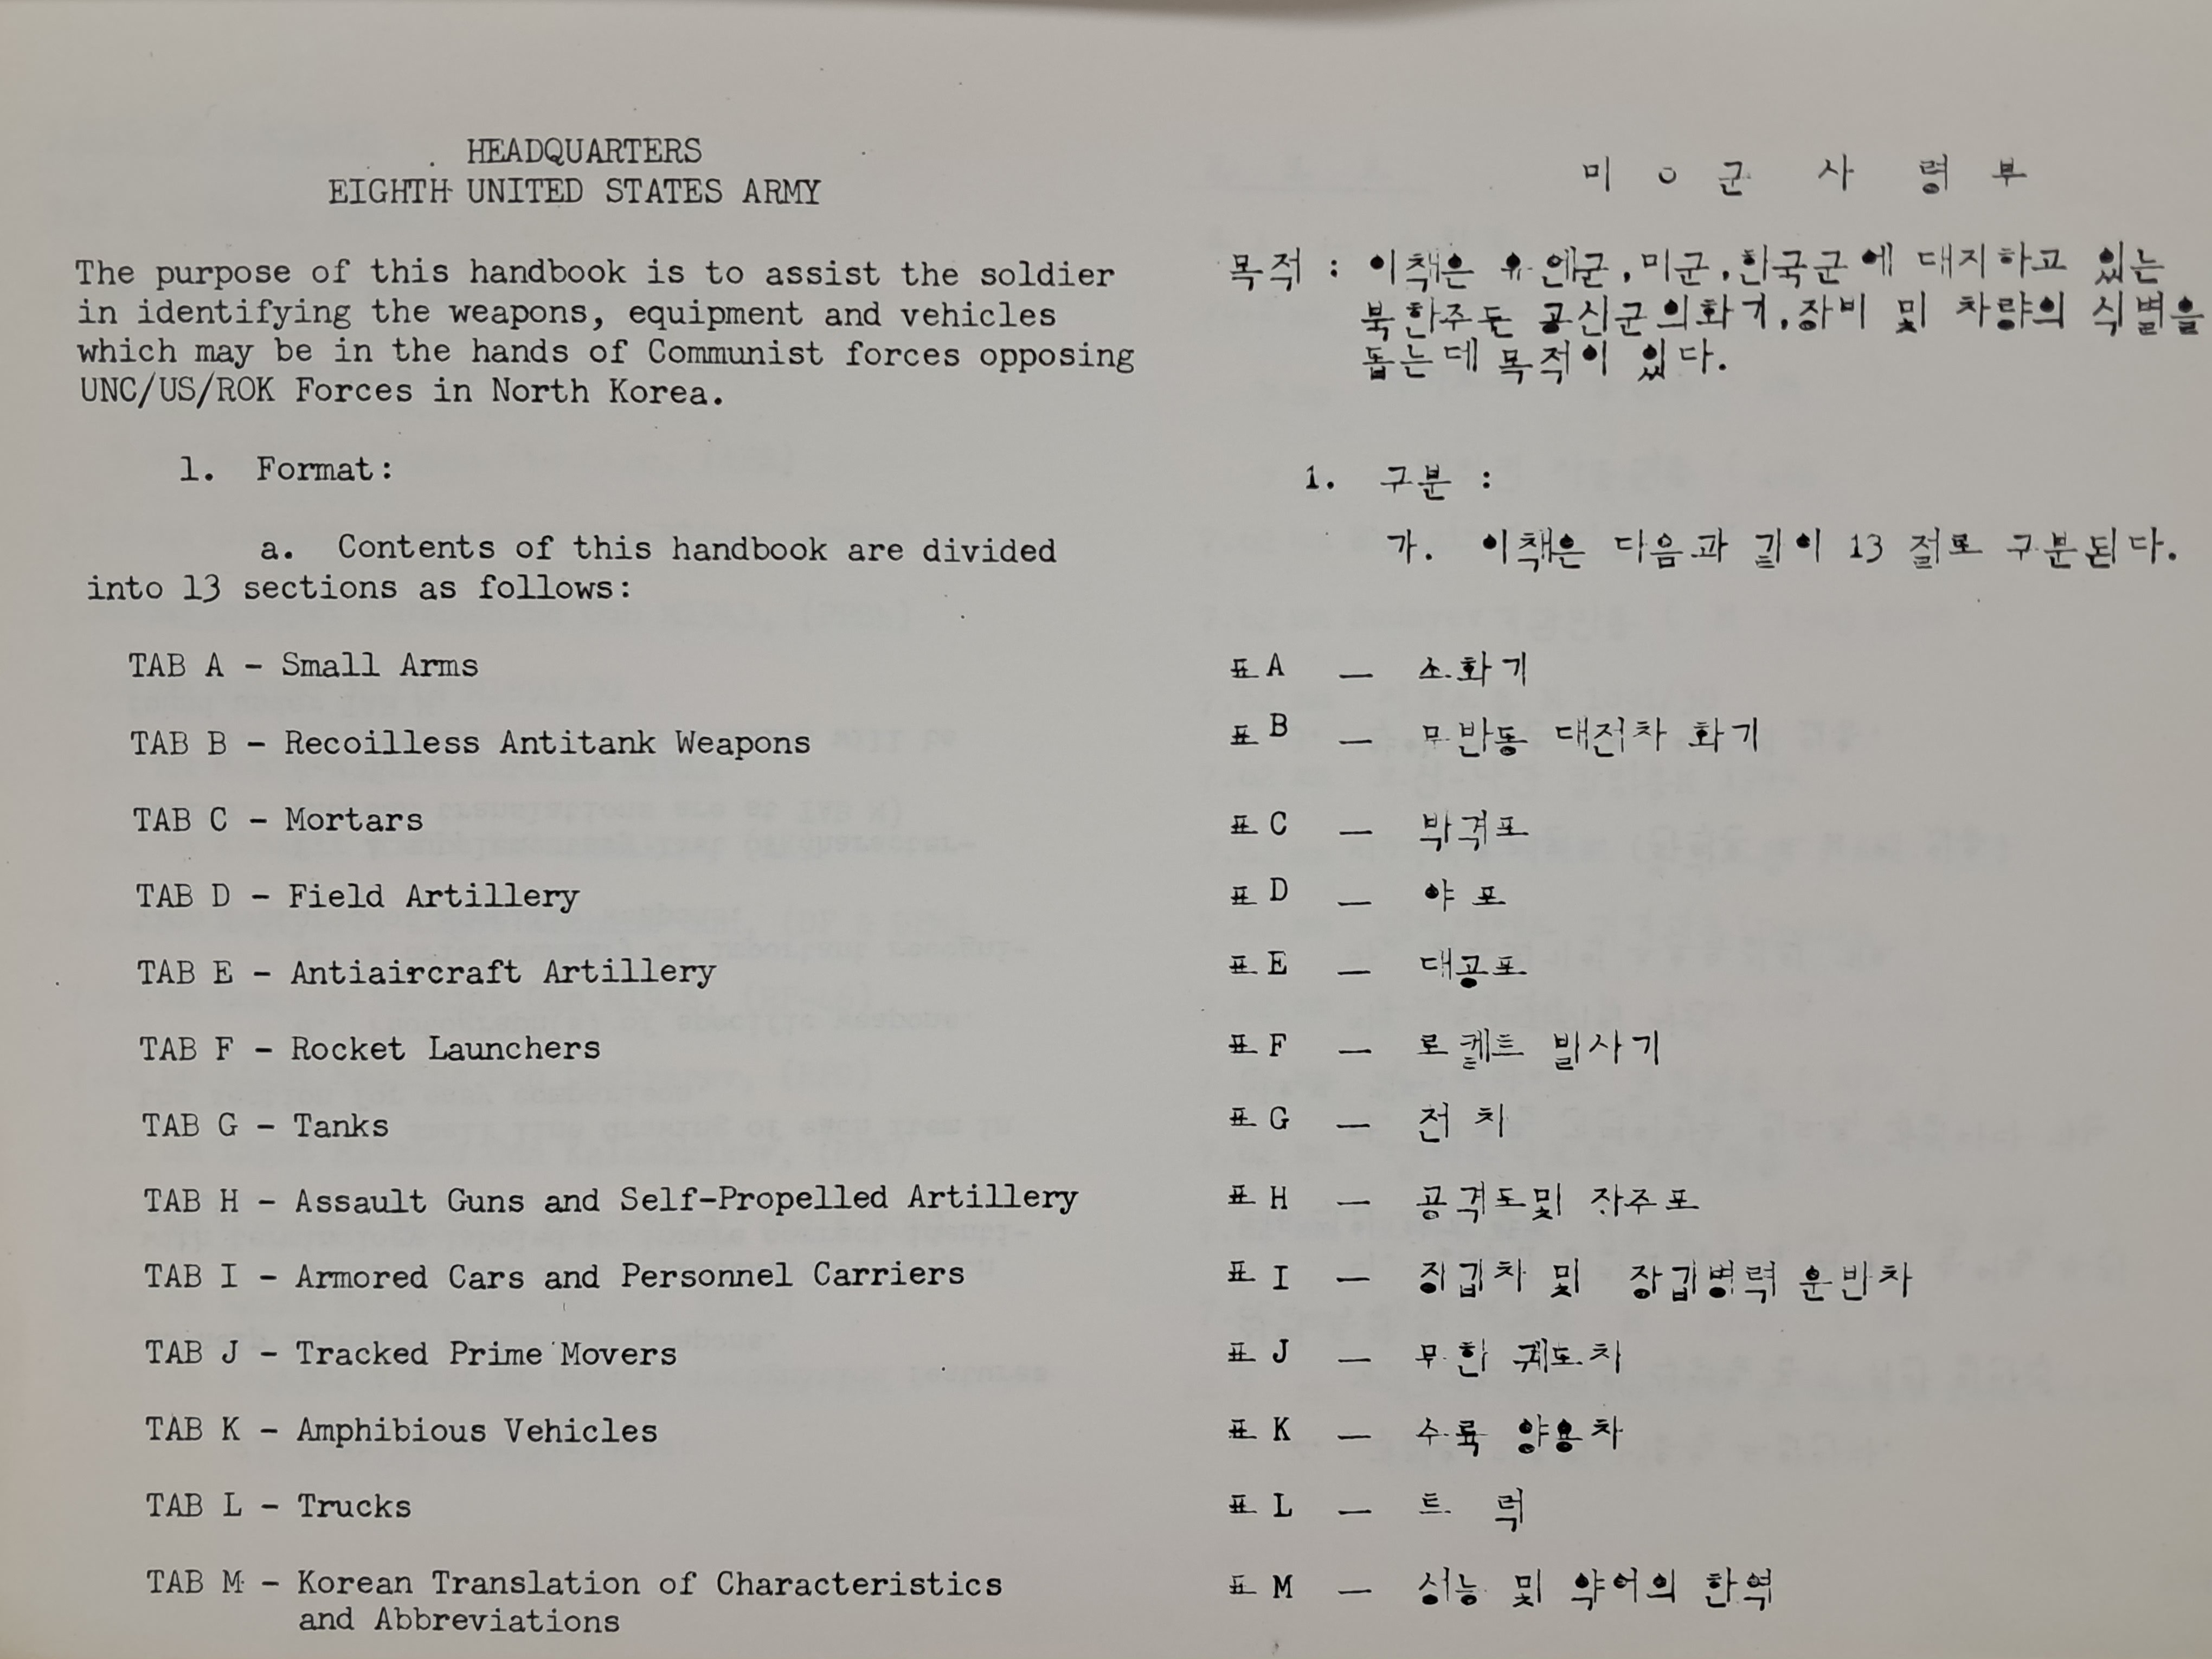 HEADQUARTERS
EIGHTH UNITED STATES ARMY
The purpose of this handbook is to assist the soldier
in identifying the weapons, equipment and vehicles
which may be in the hands of Communist forces opposing
UNC/US/ROK Forces in North Korea.
1. Format:
a. Contents of this handbook are divided
into 13 sections as follows:
TAB A - Small Arms
TAB B - Recoilless Antitank Weapons
TAB C - Mortars
TAB D - Field Artillery
TAB E - Antiaircraft Artillery
TAB F - Rocket Launchers
TAB G - Tanks
TAB H - Assault Guns and Self-Propelled Artillery
TAB I - Armored Cars and Personnel Carriers
TAB J - Tracked Prime Movers
TAB K - Amphibious Vehicles
TAB L - Trucks
TAB M - Korean Translation of Characteristics
and Abbreviations
미 군 사 령 부
목적 : 이책은 유엔군,미군,한국군에 대지하고 있는
북한주둔 공산군의화기,장비 및 차량의 식별을
돕는데 목적이 있다.
1. 구분 :
가. 이책은 다음과 같이 13 절로 구분된다.
표 A — 소화기
표 B — 무반동 대전차 화기
표 C — 박격포
표 D — 야 포
표 E — 대공포
표 F — 로켙트 발사기
표 G — 전 차
표 H — 공격포및 자주포
표 I — 장갑차 및 장갑병력 운반차
표 J — 무한 궤도차
표 K — 수륙 양용차
표 L — 트 럭
표 M — 성능 및 약어의 한역